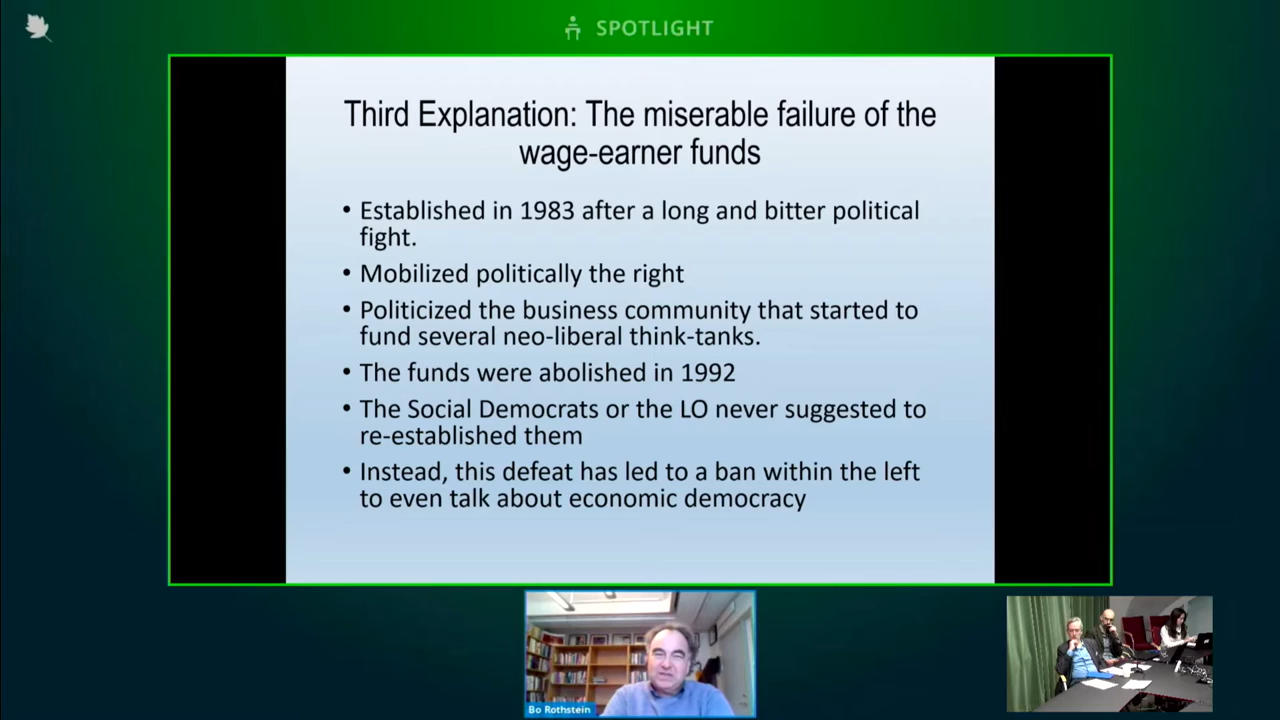 SPOTLIGHT
Third Explanation: The miserable failure of the
wage-earner funds
• Established in 1983 after a long and bitter political
fight.
• Mobilized politically the right
• Politicized the business community that started to
fund several neo-liberal think-tanks.
• The funds were abolished in 1992
• The Social Democrats or the LO never suggested to
re-established them
• Instead, this defeat has led to a ban within the left
to even talk about economic democracy
Bo Rothstein